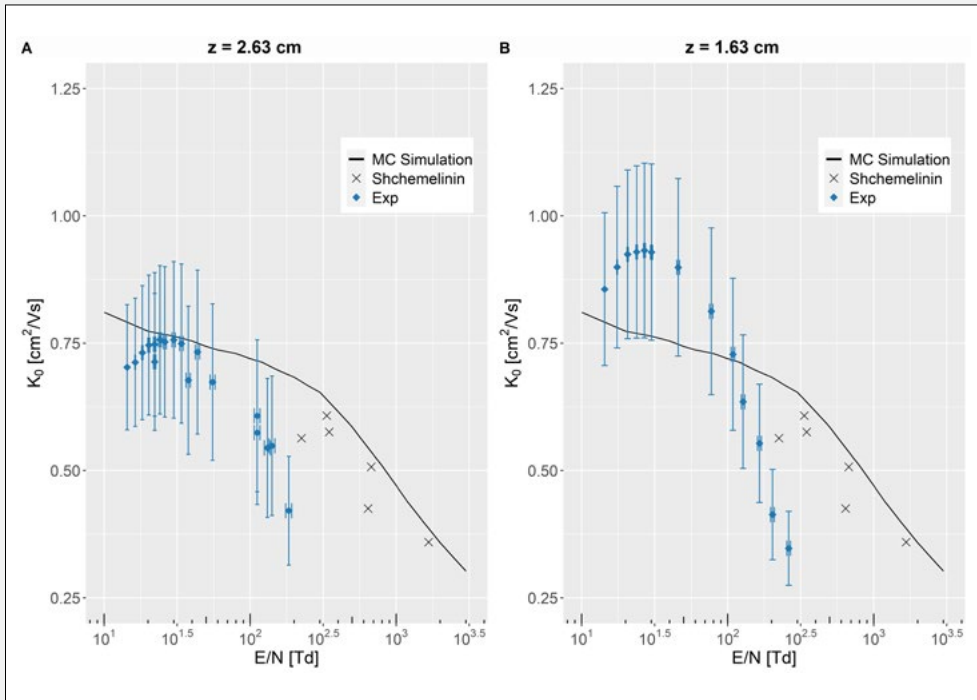 A
z = 2.63 cm
1.25
1.00
0.75
0.50
0.25
K₀ [cm²/Vs]
MC Simulation
Shchemelinin
Exp
10¹
10^1.5
10²
10^2.5
10³
10^3.5
E/N [Td]
B
z = 1.63 cm
1.25
1.00
0.75
0.50
0.25
K₀ [cm²/Vs]
MC Simulation
Shchemelinin
Exp
10¹
10^1.5
10²
10^2.5
10³
10^3.5
E/N [Td]